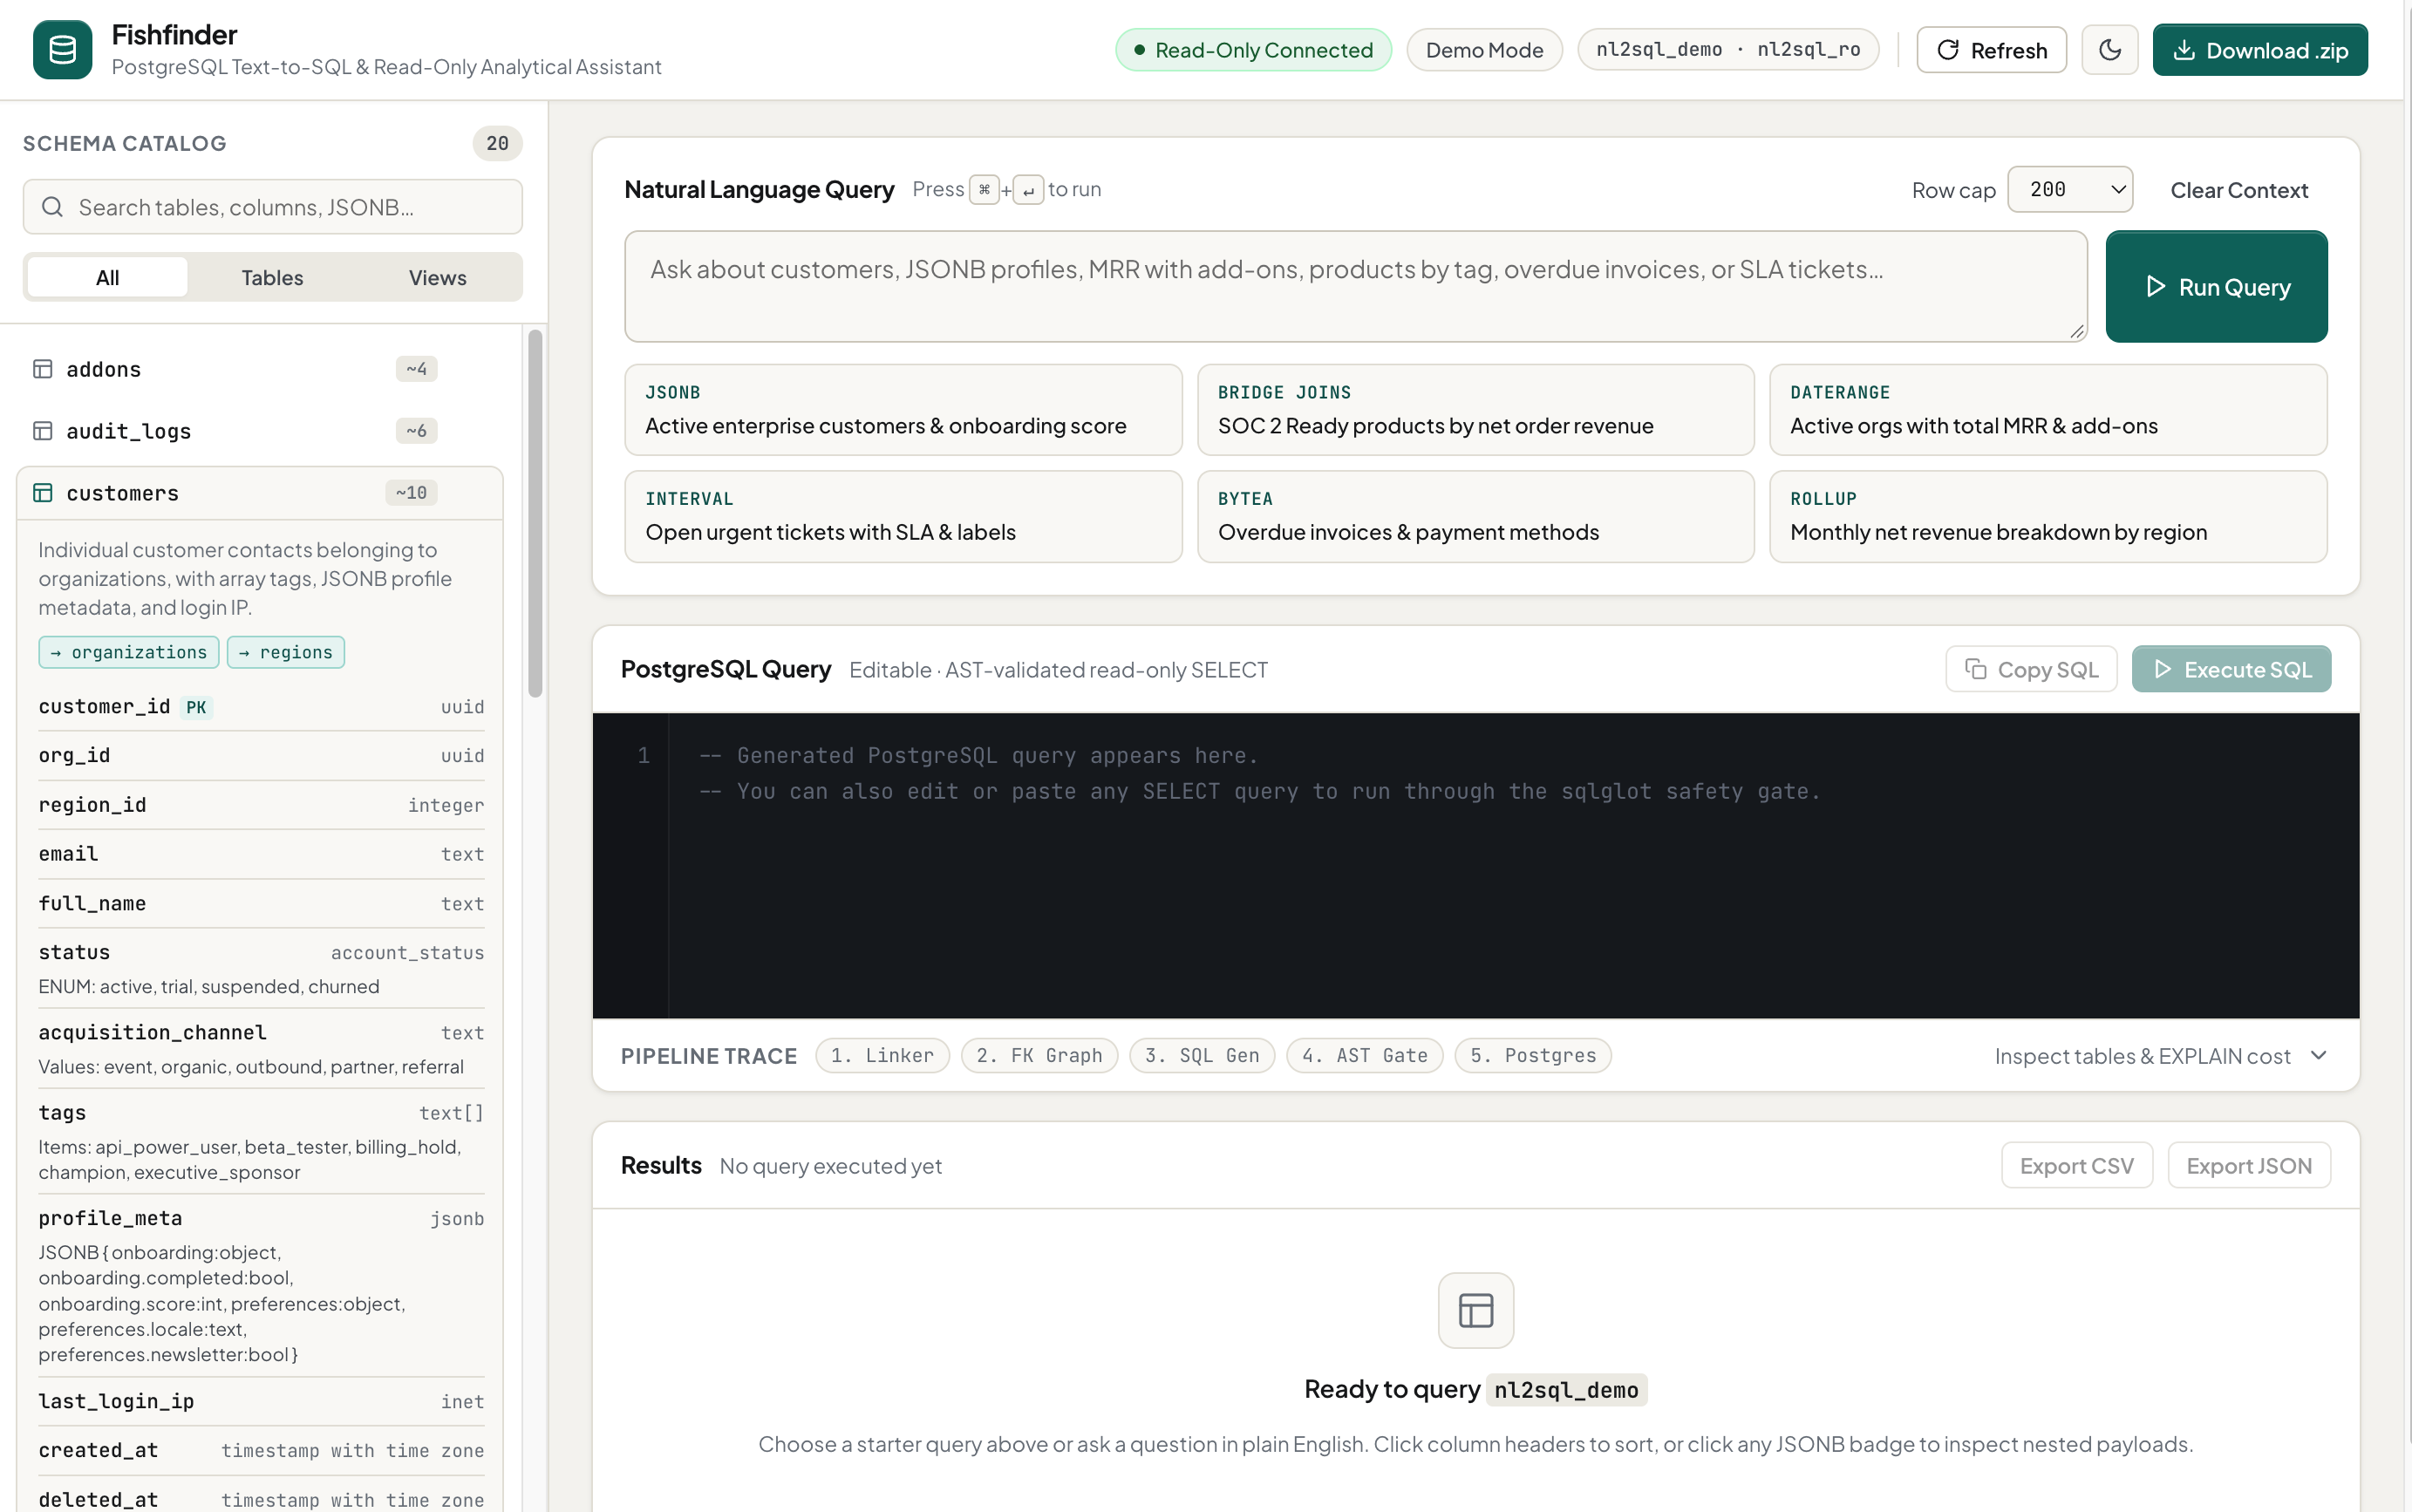 Fishfinder
PostgreSQL Text-to-SQL & Read-Only Analytical Assistant
Read-Only Connected
Demo Mode
nl2sql_demo · nl2sql_ro
Refresh
Download .zip
SCHEMA CATALOG
20
Search tables, columns, JSONB...
All
Tables
Views
addons
~4
audit_logs
~6
customers
~10
Individual customer contacts belonging to
organizations, with array tags, JSONB profile
metadata, and login IP.
→ organizations
→ regions
customer_id PK uuid
org_id uuid
region_id integer
email text
full_name text
status account_status
ENUM: active, trial, suspended, churned
acquisition_channel text
Values: event, organic, outbound, partner, referral
tags text[]
Items: api_power_user, beta_tester, billing_hold,
champion, executive_sponsor
profile_meta jsonb
JSONB { onboarding:object,
onboarding.completed:bool,
onboarding.score:int, preferences:object,
preferences.locale:text,
preferences.newsletter:bool }
last_login_ip inet
created_at timestamp with time zone
deleted_at timestamp with time zone
Natural Language Query
Press ⌘+↵ to run
Row cap 200
Clear Context
Ask about customers, JSONB profiles, MRR with add-ons, products by tag, overdue invoices, or SLA tickets...
Run Query
JSONB
Active enterprise customers & onboarding score
BRIDGE JOINS
SOC 2 Ready products by net order revenue
DATERANGE
Active orgs with total MRR & add-ons
INTERVAL
Open urgent tickets with SLA & labels
BYTEA
Overdue invoices & payment methods
ROLLUP
Monthly net revenue breakdown by region
PostgreSQL Query
Editable · AST-validated read-only SELECT
Copy SQL
Execute SQL
1
-- Generated PostgreSQL query appears here.
-- You can also edit or paste any SELECT query to run through the sqlglot safety gate.
PIPELINE TRACE
1. Linker
2. FK Graph
3. SQL Gen
4. AST Gate
5. Postgres
Inspect tables & EXPLAIN cost
Results
No query executed yet
Export CSV
Export JSON
Ready to query nl2sql_demo
Choose a starter query above or ask a question in plain English. Click column headers to sort, or click any JSONB badge to inspect nested payloads.